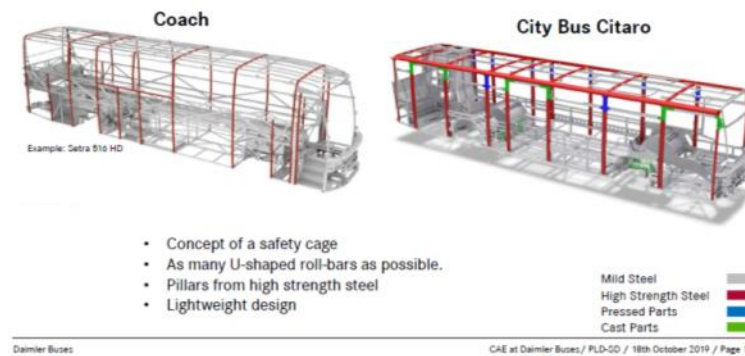 Coach
City Bus Citaro
Example: Setra 516 HD
• Concept of a safety cage
• As many U-shaped roll-bars as possible.
• Pillars from high strength steel
• Lightweight design
Mild Steel
High Strength Steel
Pressed Parts
Cast Parts
Daimler Buses
CAE at Daimler Buses / PLD-SD / 18th October 2019 / Page